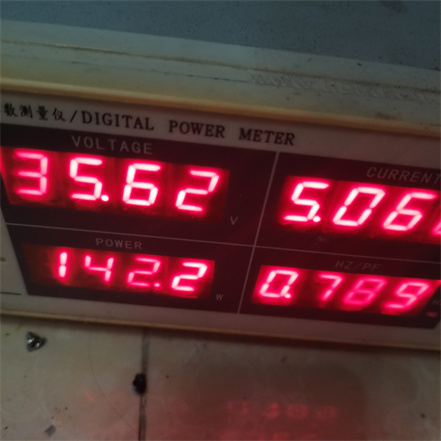 数测量仪/DIGITAL POWER METER
VOLTAGE
CURRENT
35.62
V
5.06
POWER
HZ/PF
142.2
W
0.789